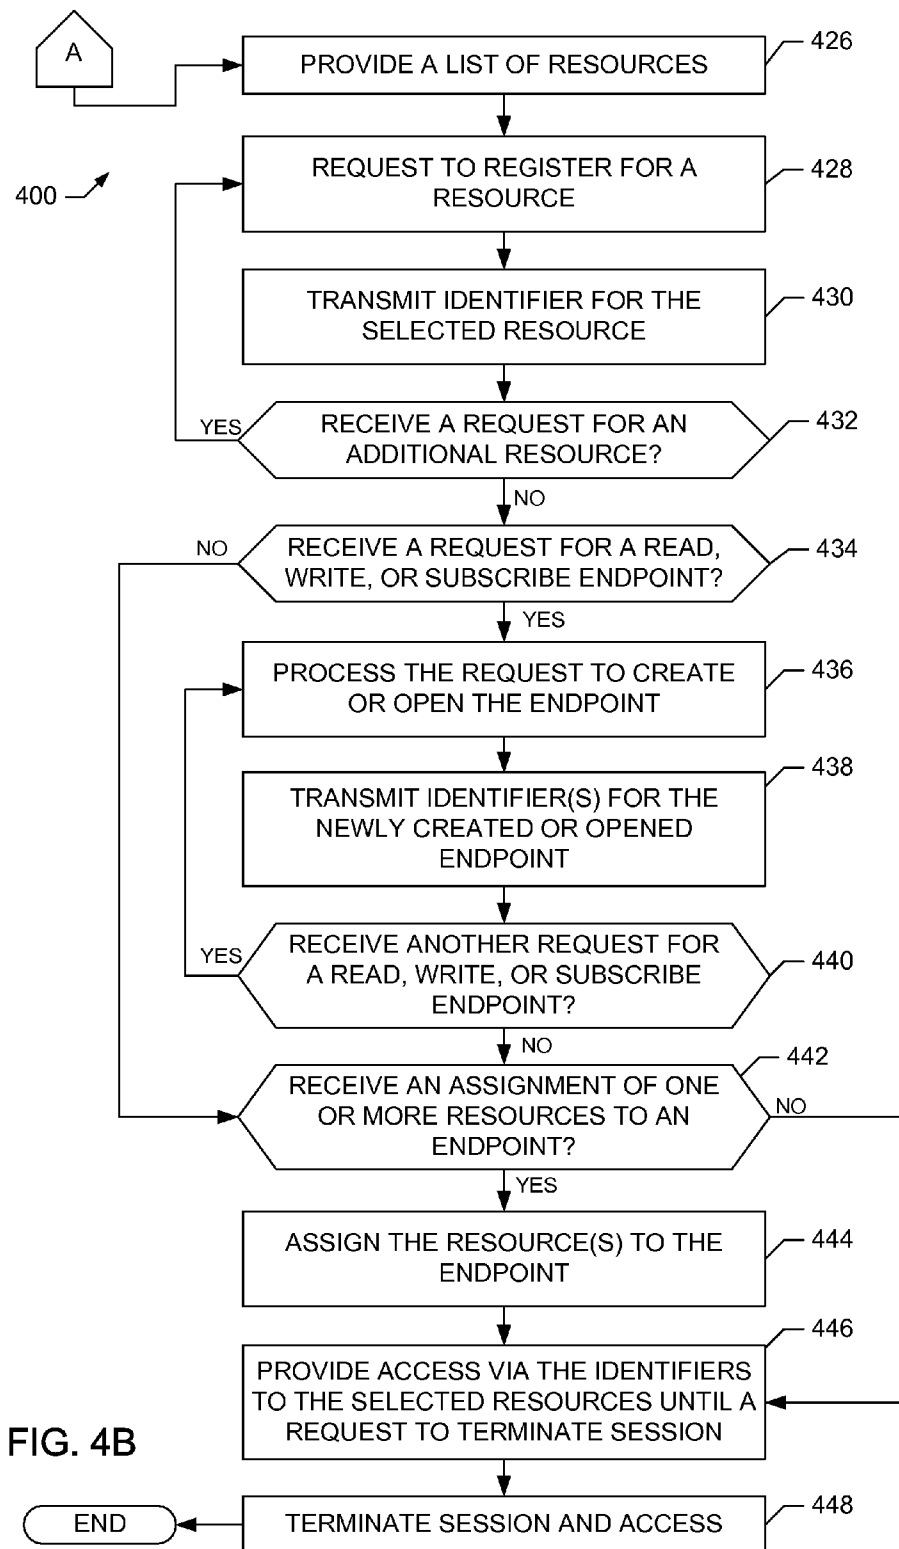 A
PROVIDE A LIST OF RESOURCES
426
400
REQUEST TO REGISTER FOR A
RESOURCE
428
TRANSMIT IDENTIFIER FOR THE
SELECTED RESOURCE
430
YES
RECEIVE A REQUEST FOR AN
ADDITIONAL RESOURCE?
432
NO
NO
RECEIVE A REQUEST FOR A READ,
WRITE, OR SUBSCRIBE ENDPOINT?
434
YES
PROCESS THE REQUEST TO CREATE
OR OPEN THE ENDPOINT
436
TRANSMIT IDENTIFIER(S) FOR THE
NEWLY CREATED OR OPENED
ENDPOINT
438
YES
RECEIVE ANOTHER REQUEST FOR
A READ, WRITE, OR SUBSCRIBE
ENDPOINT?
440
NO
RECEIVE AN ASSIGNMENT OF ONE
OR MORE RESOURCES TO AN
ENDPOINT?
442
NO
YES
ASSIGN THE RESOURCE(S) TO THE
ENDPOINT
444
PROVIDE ACCESS VIA THE IDENTIFIERS
TO THE SELECTED RESOURCES UNTIL A
REQUEST TO TERMINATE SESSION
446
FIG. 4B
END
TERMINATE SESSION AND ACCESS
448